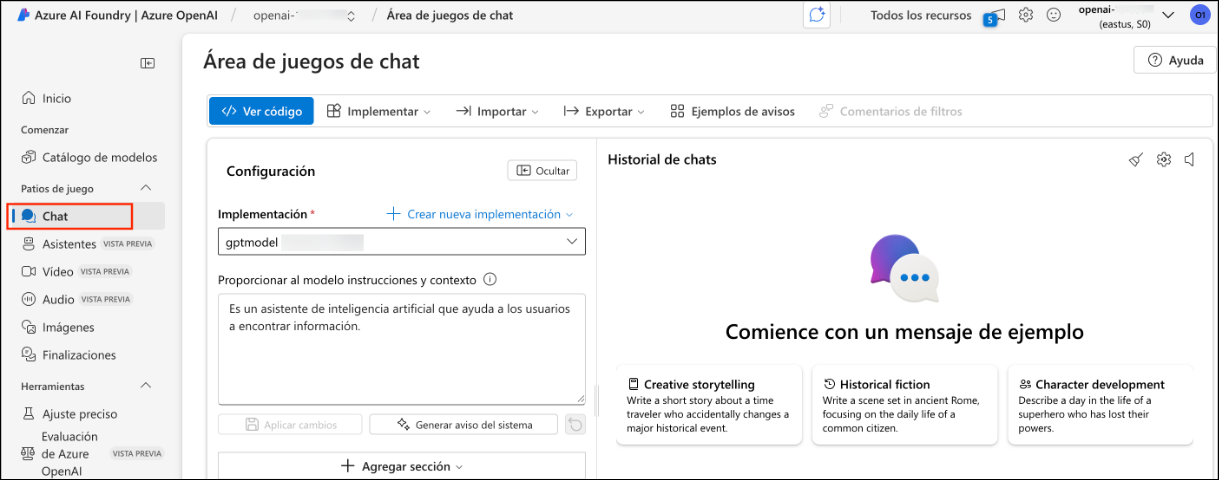 Azure AI Foundry | Azure OpenAI / openai- / Área de juegos de chat
Todos los recursos
5
openai-
(eastus, S0)
O1
Área de juegos de chat
Ayuda
Inicio
Comenzar
Catálogo de modelos
Patios de juego
Chat
Asistentes VISTA PREVIA
Vídeo VISTA PREVIA
Audio VISTA PREVIA
Imágenes
Finalizaciones
Herramientas
Ajuste preciso
Evaluación
de Azure
OpenAI
VISTA PREVIA
</> Ver código
Implementar
Importar
Exportar
Ejemplos de avisos
Comentarios de filtros
Configuración
Ocultar
Implementación *
Crear nueva implementación
gptmodel
Proporcionar al modelo instrucciones y contexto
Es un asistente de inteligencia artificial que ayuda a los usuarios
a encontrar información.
Aplicar cambios
Generar aviso del sistema
Agregar sección
Historial de chats
Comience con un mensaje de ejemplo
Creative storytelling
Write a short story about a time
traveler who accidentally changes a
major historical event.
Historical fiction
Write a scene set in ancient Rome,
focusing on the daily life of a
common citizen.
Character development
Describe a day in the life of a
superhero who has lost their
powers.